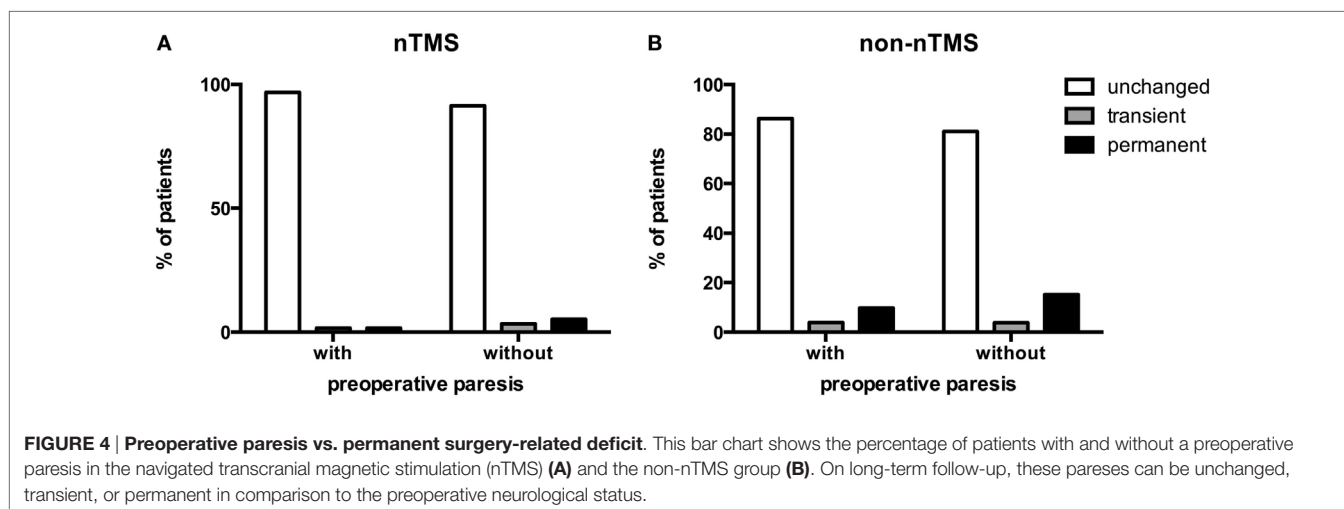 A nTMS
B non-nTMS
unchanged
transient
permanent
% of patients
100
50
0
with without
preoperative paresis
% of patients
100
80
60
40
20
0
with without
preoperative paresis
FIGURE 4 | Preoperative paresis vs. permanent surgery-related deficit. This bar chart shows the percentage of patients with and without a preoperative
paresis in the navigated transcranial magnetic stimulation (nTMS) (A) and the non-nTMS group (B). On long-term follow-up, these pareses can be unchanged,
transient, or permanent in comparison to the preoperative neurological status.